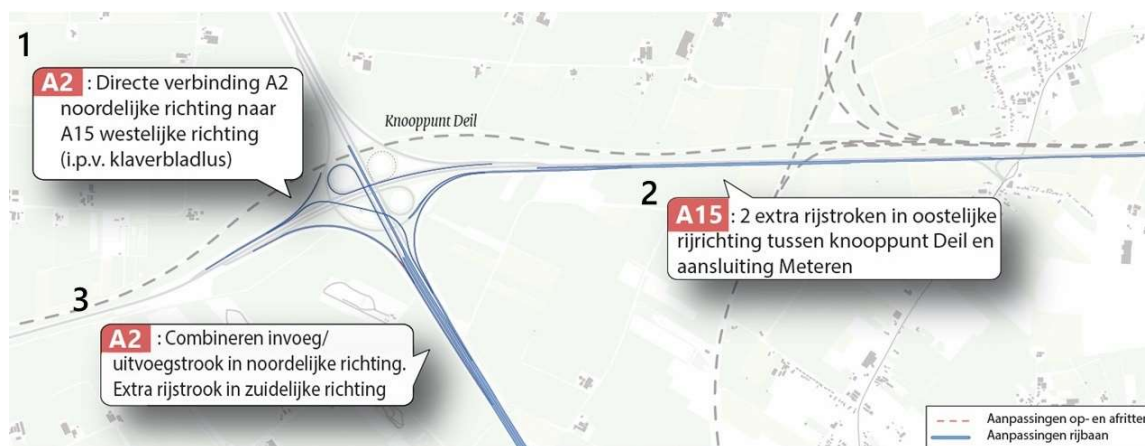 1
A2 : Directe verbinding A2
noordelijke richting naar
A15 westelijke richting
(i.p.v. klaverbladlus)
Knooppunt Deil
2
A15 : 2 extra rijstroken in oostelijke
rijrichting tussen knooppunt Deil en
aansluiting Meteren
3
A2 : Combineren invoeg/
uitvoegstrook in noordelijke richting.
Extra rijstrook in zuidelijke richting
Aanpassingen op- en afritten
Aanpassingen rijbaan